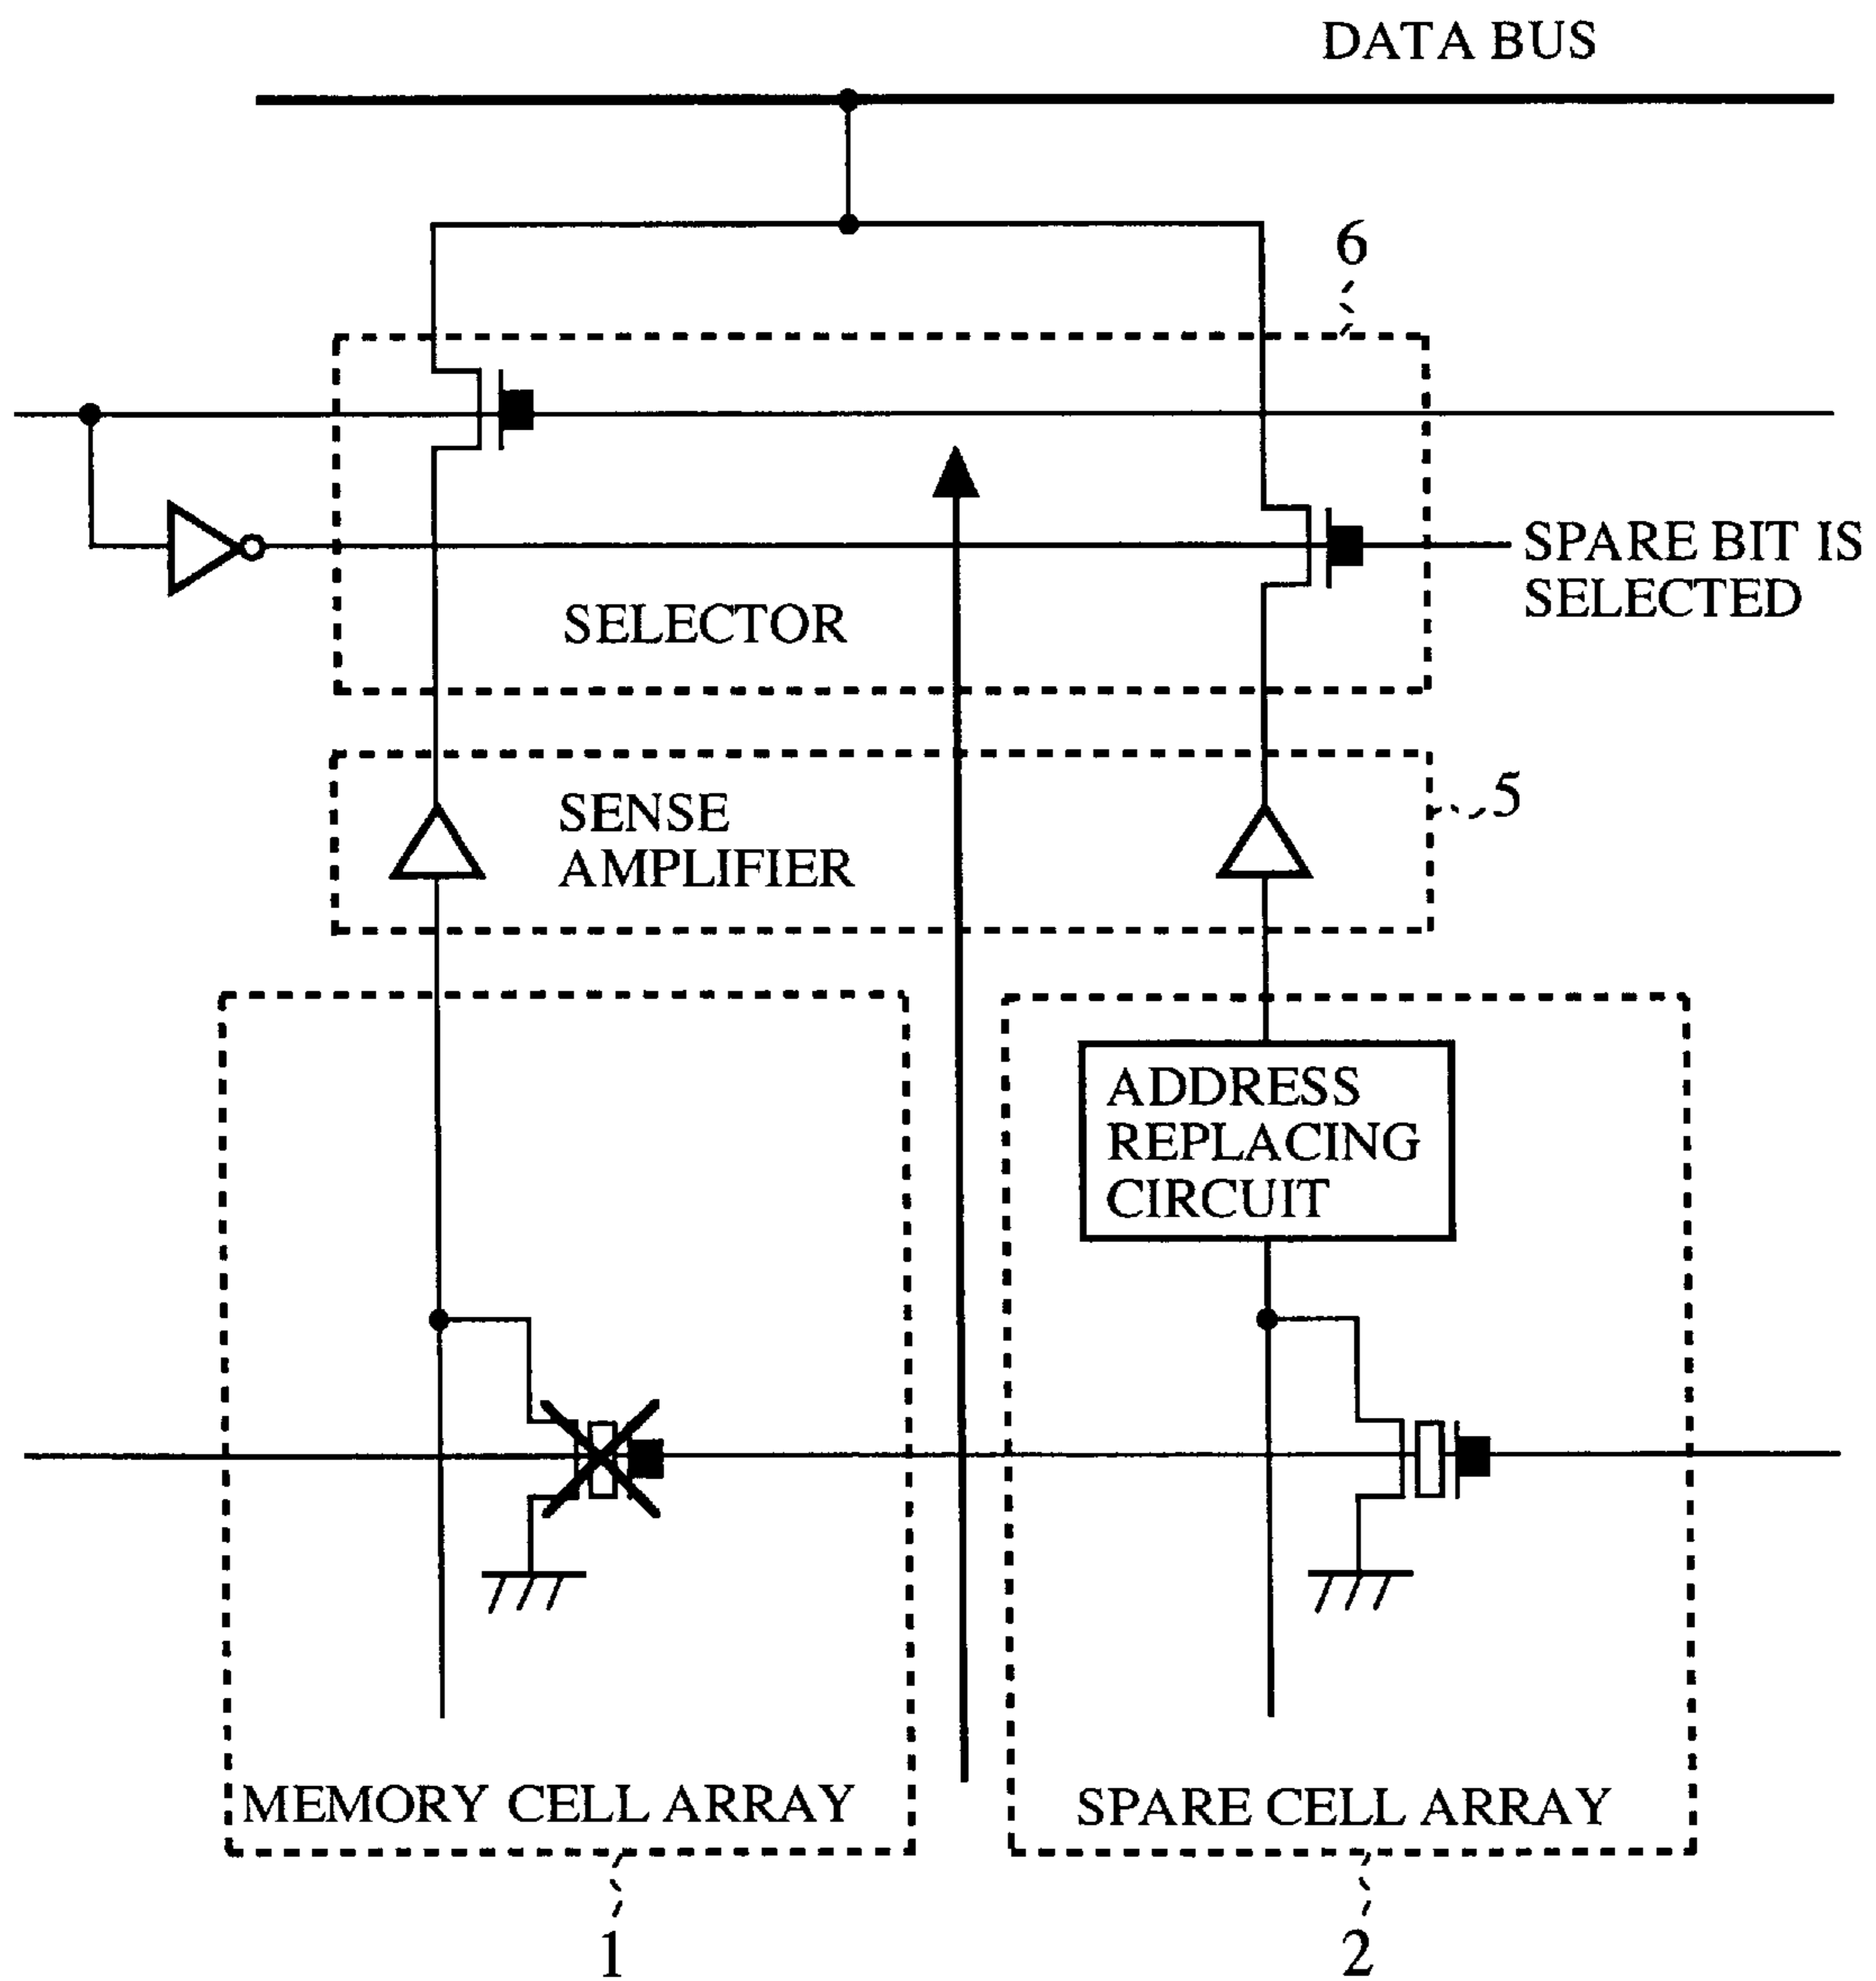 DATA BUS
6
SPARE BIT IS
SELECTED
SELECTOR
SENSE
AMPLIFIER
5
ADDRESS
REPLACING
CIRCUIT
MEMORY CELL ARRAY
SPARE CELL ARRAY
1
2